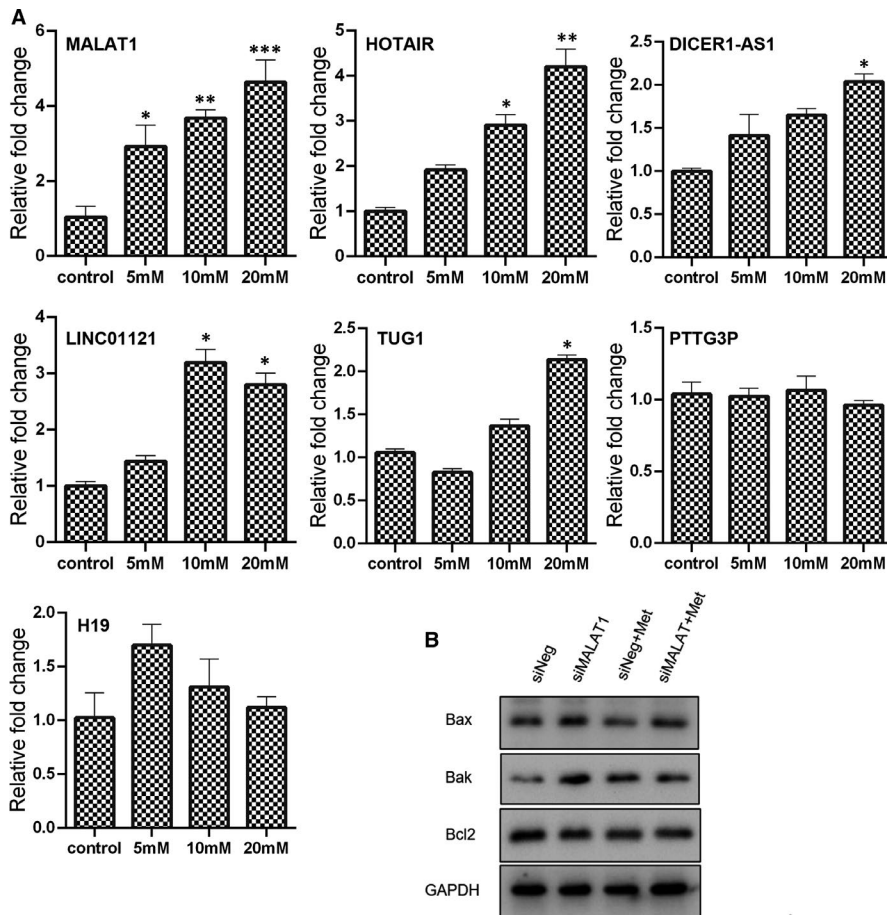 A
MALAT1
Relative fold change
6
4
2
0
*
**
***
control 5mM 10mM 20mM
HOTAIR
Relative fold change
5
4
3
2
1
0
*
**
control 5mM 10mM 20mM
DICER1-AS1
Relative fold change
2.5
2.0
1.5
1.0
0.5
0.0
*
control 5mM 10mM 20mM
LINC01121
Relative fold change
4
3
2
1
0
*
*
control 5mM 10mM 20mM
TUG1
Relative fold change
2.5
2.0
1.5
1.0
0.5
0.0
*
control 5mM 10mM 20mM
PTTG3P
Relative fold change
1.5
1.0
0.5
0.0
control 5mM 10mM 20mM
H19
Relative fold change
2.0
1.5
1.0
0.5
0.0
control 5mM 10mM 20mM
B
siNeg siMALAT1 siNeg+Met siMALAT+Met
Bax
Bak
Bcl2
GAPDH